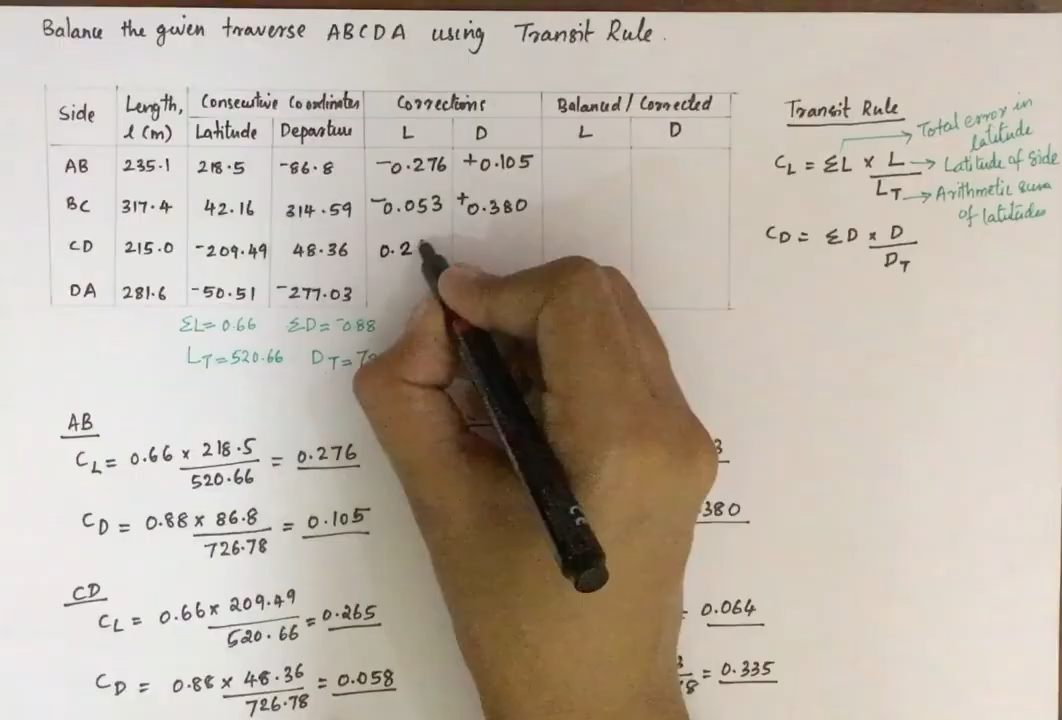 Balance the given traverse ABCDA using Transit Rule.
Side Length, l (m) Consecutive Coordinates Corrections Balanced / Corrected
Latitude Departure L D L D
AB 235.1 218.5 -86.8 -0.276 +0.105
BC 317.4 42.16 314.59 -0.053 +0.380
CD 215.0 -209.49 48.36 0.2
DA 281.6 -50.51 -277.03
ΣL = 0.66 ΣD = -0.88
LT = 520.66 DT = 72
Transit Rule
CL = ΣL × L/LT
Total error in latitude
Latitude of side
Arithmetic sum of latitudes
CD = ΣD × D/DT
AB
CL = 0.66 × 218.5/520.66 = 0.276
CD = 0.88 × 86.8/726.78 = 0.105
3
380
CD
CL = 0.66 × 209.49/520.66 = 0.265
CD = 0.88 × 48.36/726.78 = 0.058
= 0.064
= 0.335